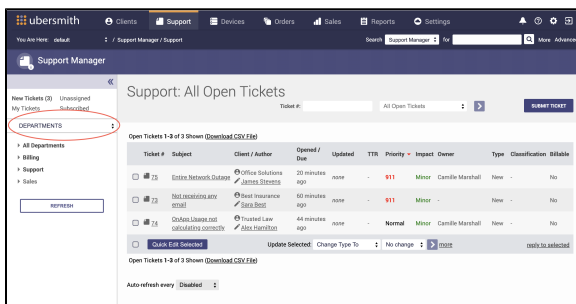 ubersmith
Clients
Support
Devices
Orders
Sales
Reports
Settings
You Are Here: default / Support Manager / Support
Search Support Manager for
More Advance
Support Manager
«
New Tickets (3) Unassigned
My Tickets Subscribed
DEPARTMENTS
All Departments
Billing
Support
Sales
REFRESH
Support: All Open Tickets
Ticket #: All Open Tickets
SUBMIT TICKET
Open Tickets 1-3 of 3 Shown (Download CSV File)
Ticket # Subject Client / Author Opened / Due Updated TTR Priority Impact Owner Type Classification Billable
75 Entire Network Outage Office Solutions James Stevens 20 minutes ago none - 911 Minor Camille Marshall New - No
73 Not receiving any email Best Insurance Sara Best 60 minutes ago none - 911 Minor - New - No
74 OnApp Usage not calculating correctly Trusted Law Alex Hamilton 44 minutes ago none - Normal Minor Camille Marshall New - No
Quick Edit Selected Update Selected: Change Type To No change more reply to selected
Open Tickets 1-3 of 3 Shown (Download CSV File)
Auto-refresh every Disabled